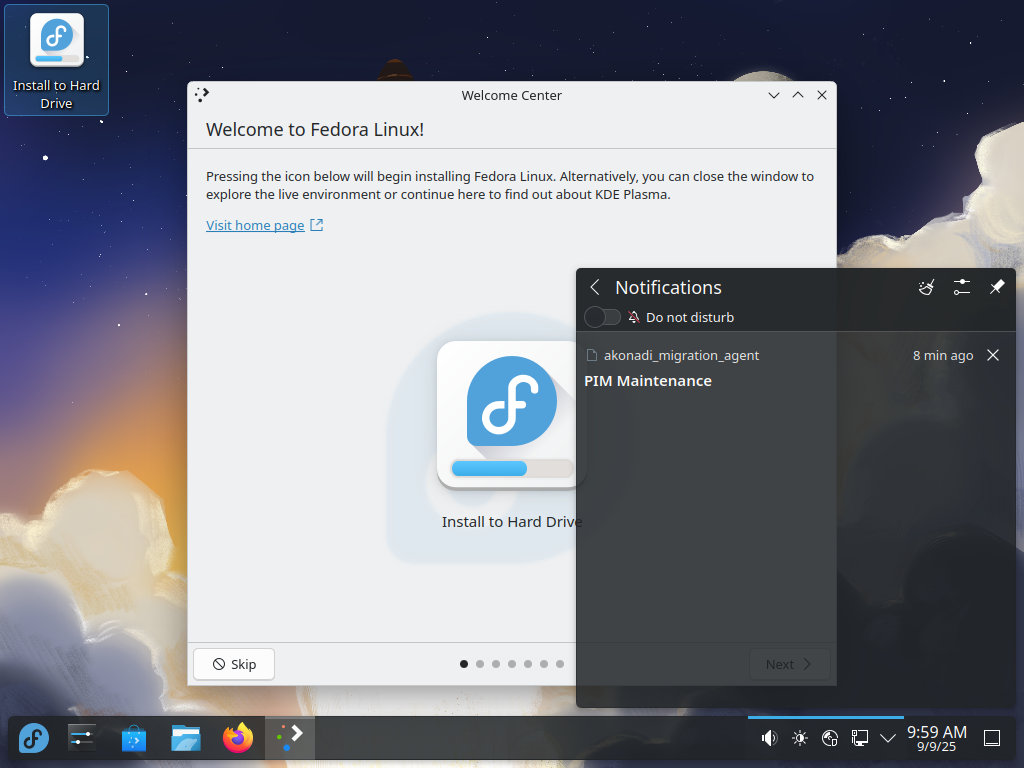 Install to Hard
Drive
Welcome Center
Welcome to Fedora Linux!
Pressing the icon below will begin installing Fedora Linux. Alternatively, you can close the window to
explore the live environment or continue here to find out about KDE Plasma.
Visit home page
Install to Hard Drive
Skip
Next
Notifications
Do not disturb
akonadi_migration_agent
8 min ago
PIM Maintenance
9:59 AM
9/9/25